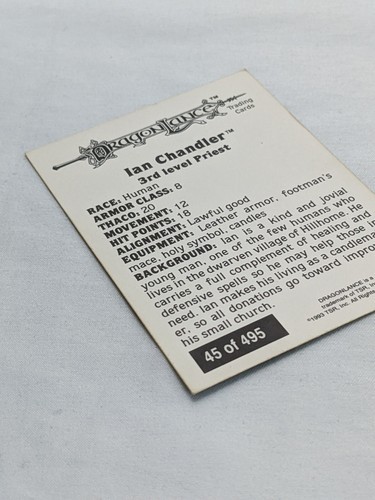 DRAGONLANCE™
Trading
Cards
Ian Chandler™
3rd level Priest
RACE: Human
ARMOR CLASS: 8
THACO: 20
MOVEMENT: 12
HIT POINTS: 18
ALIGNMENT: Lawful good
EQUIPMENT: Leather armor, footman's
mace, holy symbol, candles
BACKGROUND: Ian is a kind and jovial
young man, one of the few humans who
lives in the dwarven village of Hillhome. He
carries a full complement of healing and
defensive spells so he may help those in
need. Ian makes his living as a candlemak-
er, so all donations go toward improving
his small church.
45 of 495
DRAGONLANCE is a
trademark of TSR, Inc.
©1993 TSR, Inc. All Rights